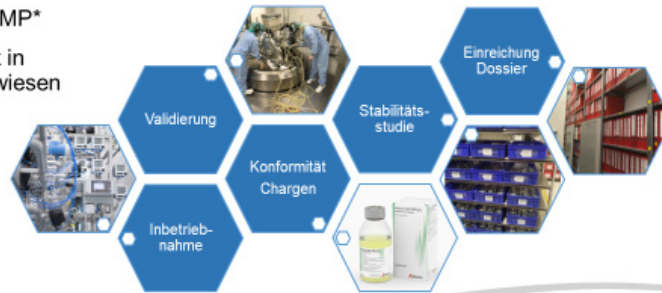 MP*
in
wiesen
Validierung
Konformität
Chargen
Inbetrieb-
nahme
Stabilitäts-
studie
Einreichung
Dossier